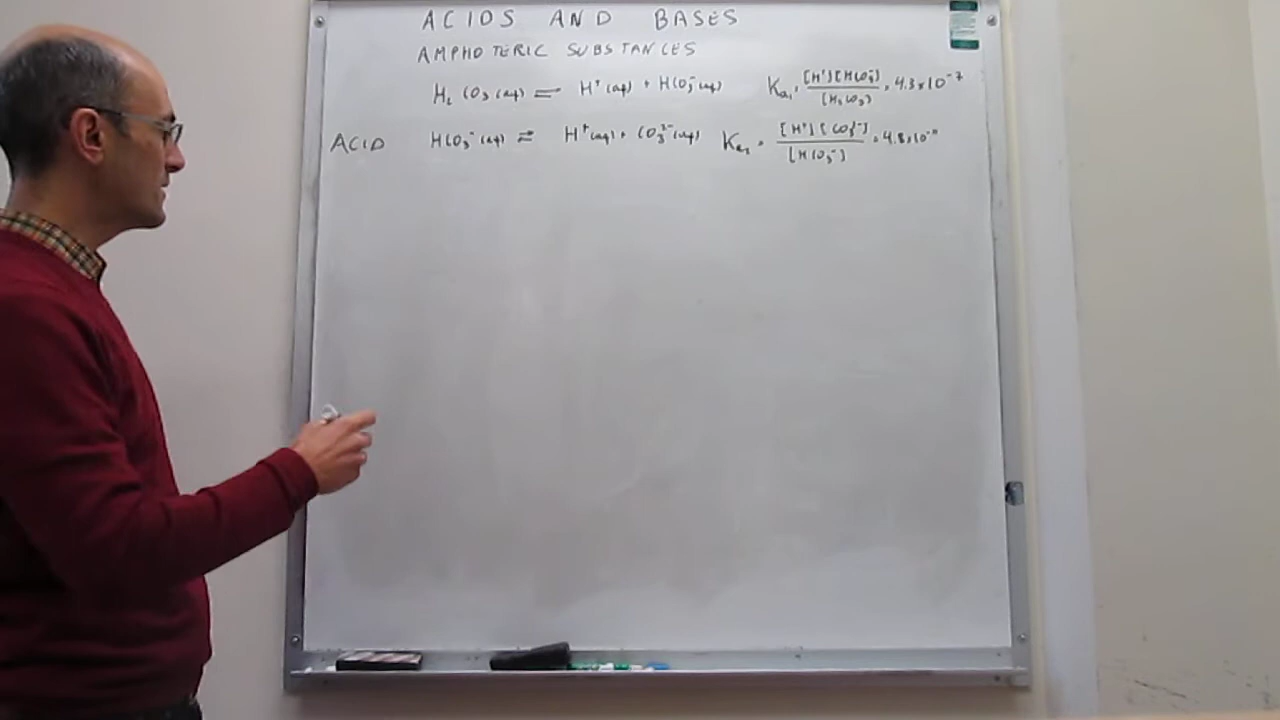 ACIDS AND BASES
AMPHOTERIC SUBSTANCES
H₂CO₃(aq) ⇌ H⁺(aq) + HCO₃⁻(aq) Ka₁ = [H⁺][HCO₃⁻] / [H₂CO₃] = 4.3×10⁻⁷
ACID HCO₃⁻(aq) ⇌ H⁺(aq) + CO₃²⁻(aq) Ka₂ = [H⁺][CO₃²⁻] / [HCO₃⁻] = 4.8×10⁻¹¹